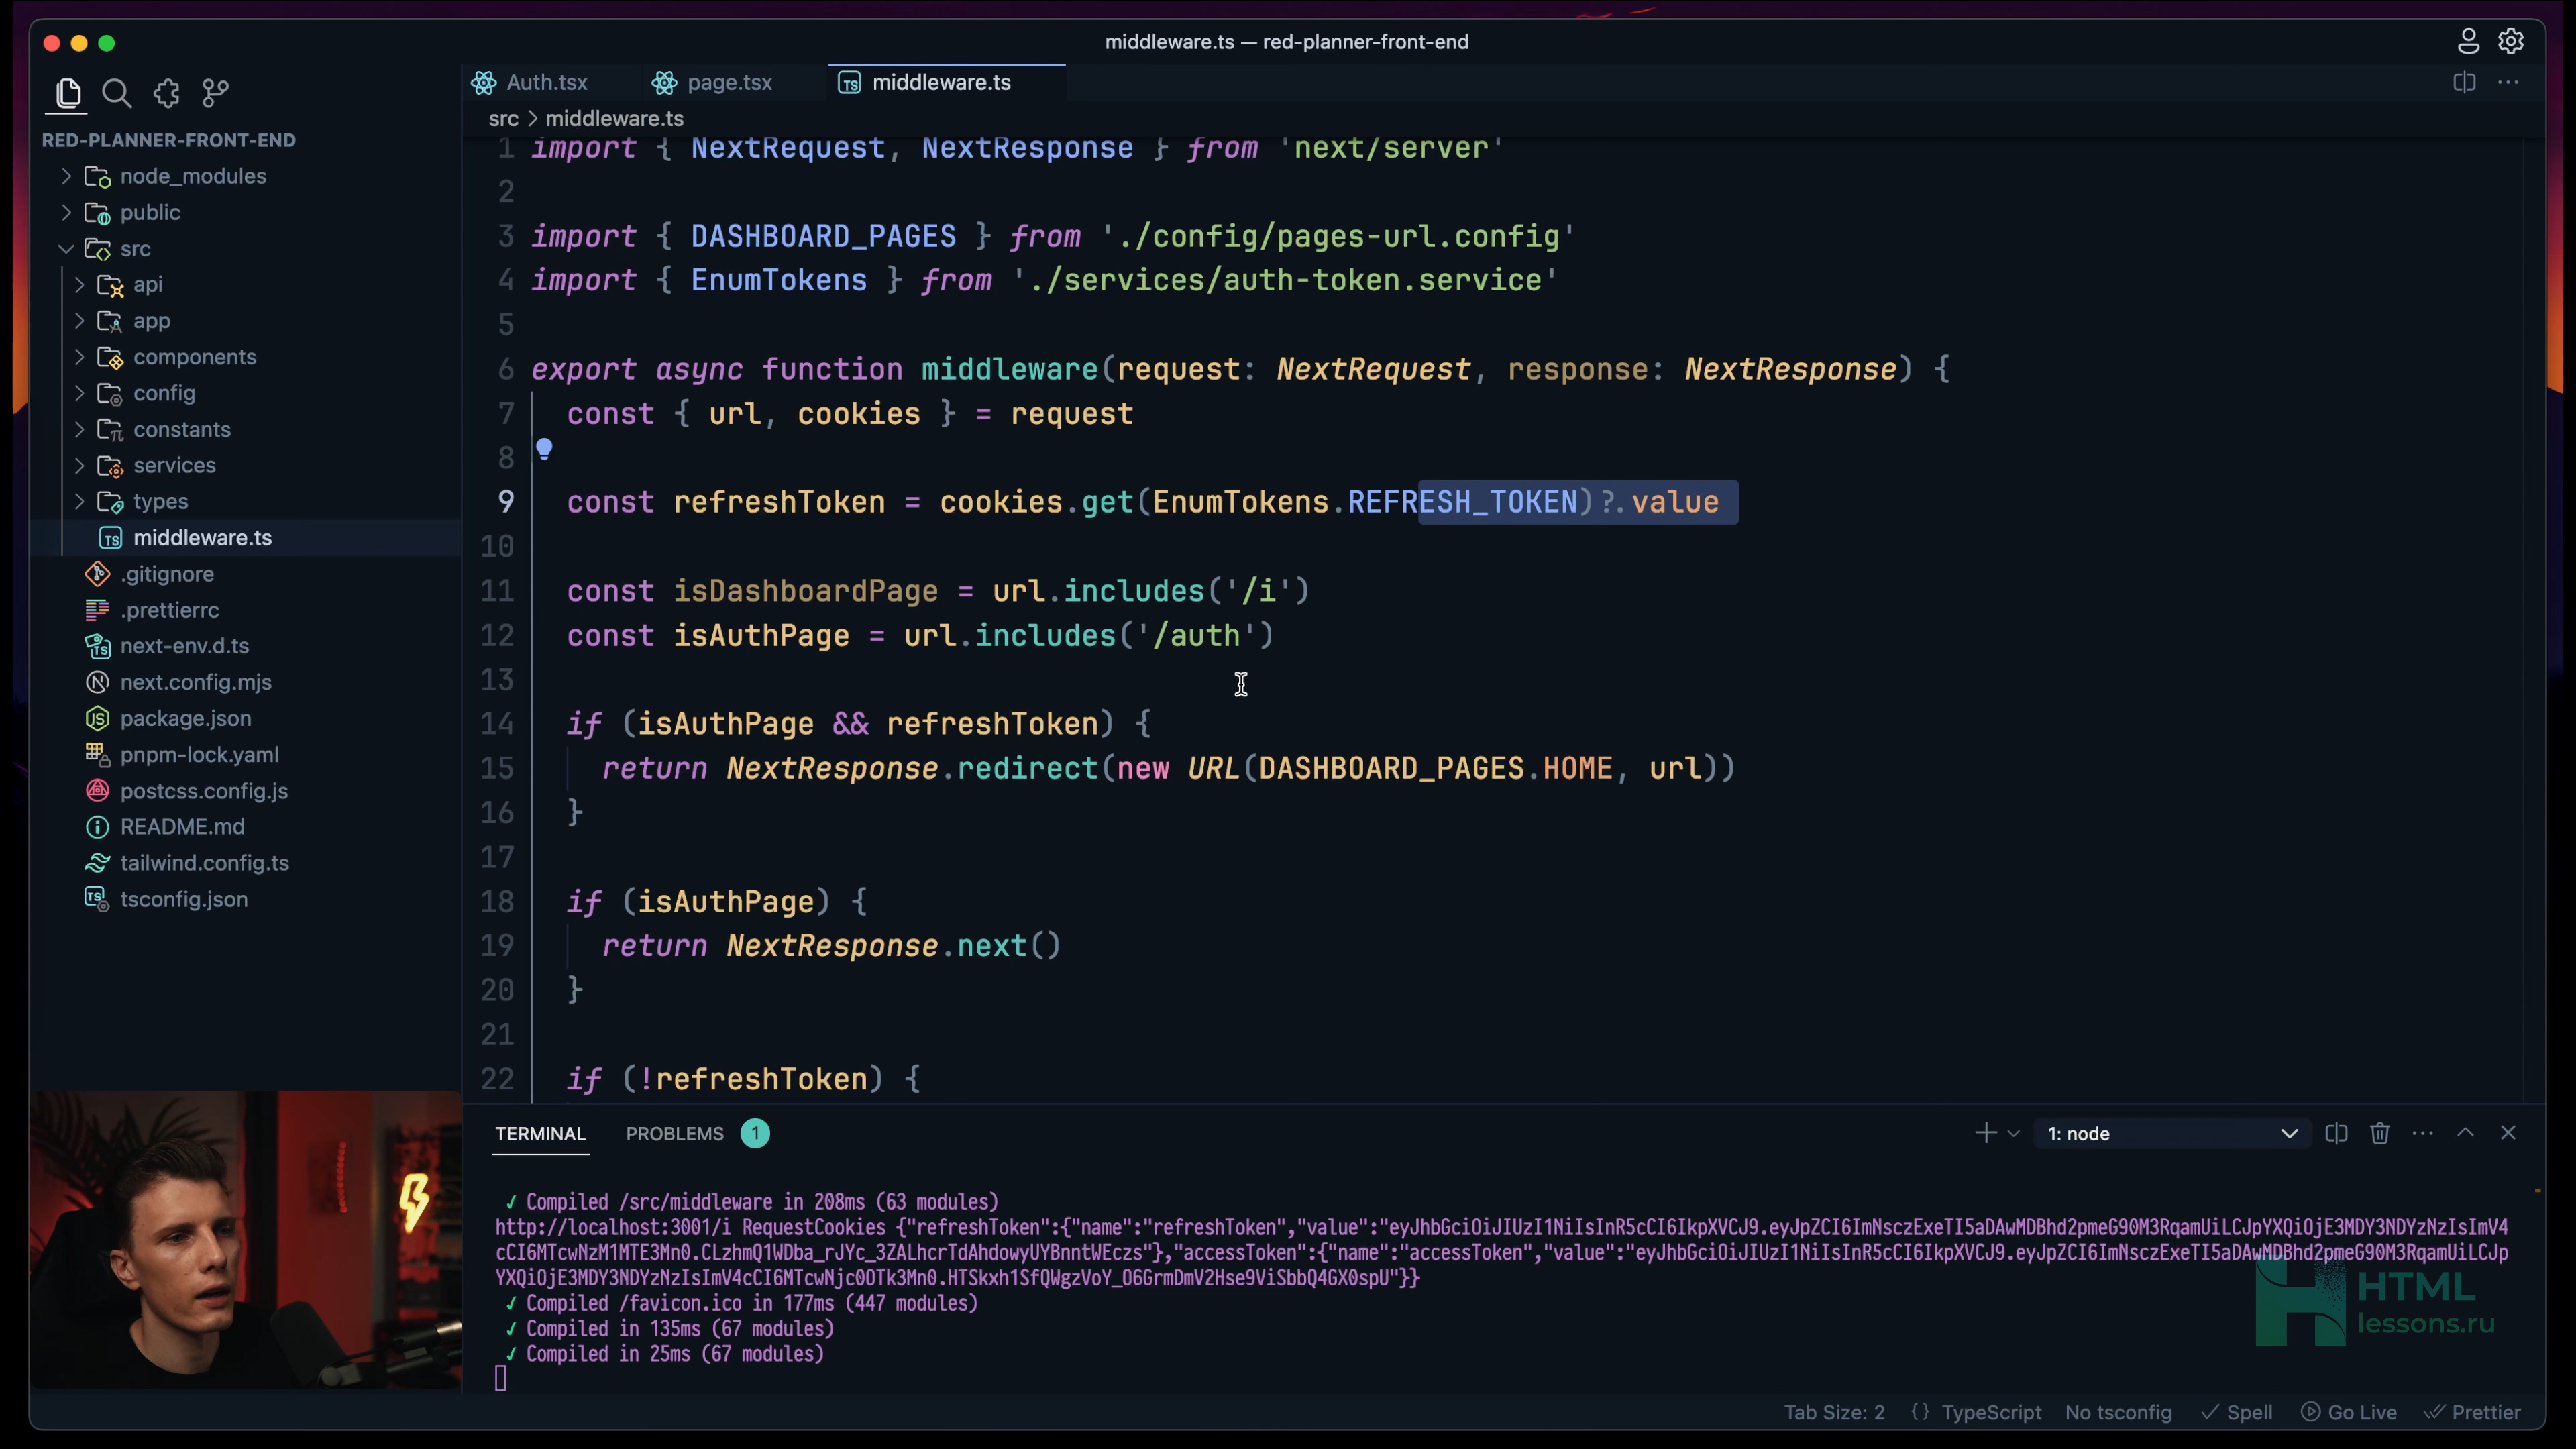 middleware.ts — red-planner-front-end
Auth.tsx
page.tsx
middleware.ts
src > middleware.ts
RED-PLANNER-FRONT-END
node_modules
public
src
api
app
components
config
constants
services
types
middleware.ts
.gitignore
.prettierrc
next-env.d.ts
next.config.mjs
package.json
pnpm-lock.yaml
postcss.config.js
README.md
tailwind.config.ts
tsconfig.json
1 import { NextRequest, NextResponse } from 'next/server'
2
3 import { DASHBOARD_PAGES } from './config/pages-url.config'
4 import { EnumTokens } from './services/auth-token.service'
5
6 export async function middleware(request: NextRequest, response: NextResponse) {
7 const { url, cookies } = request
8
9 const refreshToken = cookies.get(EnumTokens.REFRESH_TOKEN)?.value
10
11 const isDashboardPage = url.includes('/i')
12 const isAuthPage = url.includes('/auth')
13
14 if (isAuthPage && refreshToken) {
15 return NextResponse.redirect(new URL(DASHBOARD_PAGES.HOME, url))
16 }
17
18 if (isAuthPage) {
19 return NextResponse.next()
20 }
21
22 if (!refreshToken) {
TERMINAL PROBLEMS 1
1: node
✓ Compiled /src/middleware in 208ms (63 modules)
http://localhost:3001/i RequestCookies {"refreshToken":{"name":"refreshToken","value":"eyJhbGciOiJIUzI1NiIsInR5cCI6IkpXVCJ9.eyJpZCI6ImNsczExeTI5aDAwMDBhd2pmeG90M3RqamUiLCJpYXQiOjE3MDY3NDYzNzIsImV4
cCI6MTcwNzM1MTE3Mn0.CLzhmQ1WDba_rJYc_3ZALhcrTdAhdowyUYBnntWEczs"},"accessToken":{"name":"accessToken","value":"eyJhbGciOiJIUzI1NiIsInR5cCI6IkpXVCJ9.eyJpZCI6ImNsczExeTI5aDAwMDBhd2pmeG90M3RqamUiLCJp
YXQiOjE3MDY3NDYzNzIsImV4cCI6MTcwNjc0OTk3Mn0.HTSkxh1SfQWgzVoY_O6GrmDmV2Hse9ViSbbQ4GX0spU"}}
✓ Compiled /favicon.ico in 177ms (447 modules)
✓ Compiled in 135ms (67 modules)
✓ Compiled in 25ms (67 modules)
HTML
lessons.ru
Tab Size: 2 {} TypeScript No tsconfig ✓ Spell Go Live Prettier